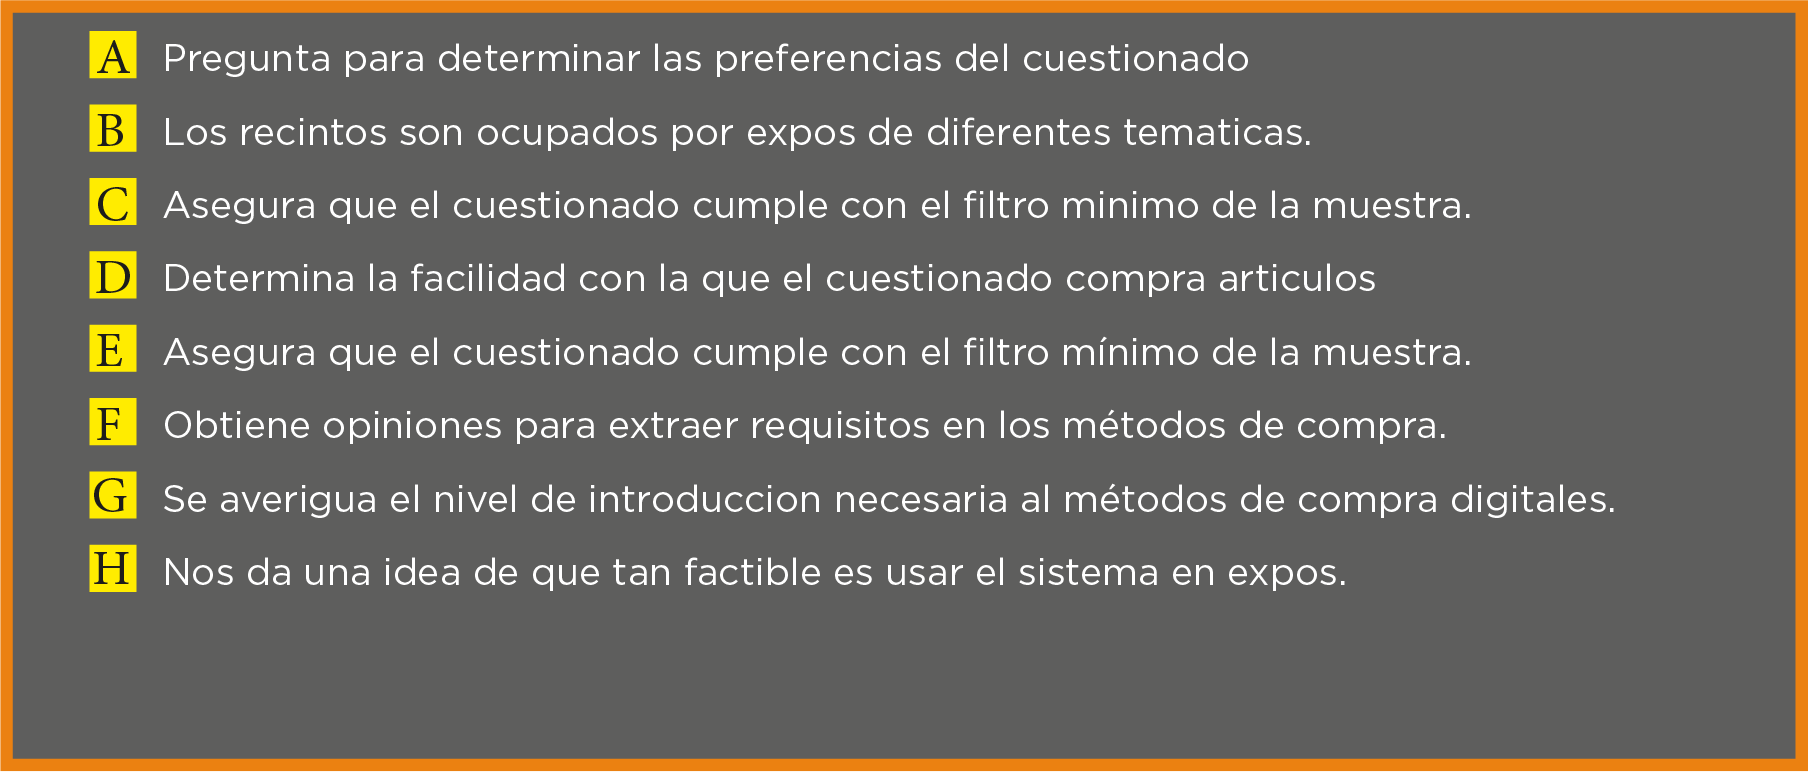 A Pregunta para determinar las preferencias del cuestionado
B Los recintos son ocupados por expos de diferentes tematicas.
C Asegura que el cuestionado cumple con el filtro minimo de la muestra.
D Determina la facilidad con la que el cuestionado compra articulos
E Asegura que el cuestionado cumple con el filtro mínimo de la muestra.
F Obtiene opiniones para extraer requisitos en los métodos de compra.
G Se averigua el nivel de introduccion necesaria al métodos de compra digitales.
H Nos da una idea de que tan factible es usar el sistema en expos.